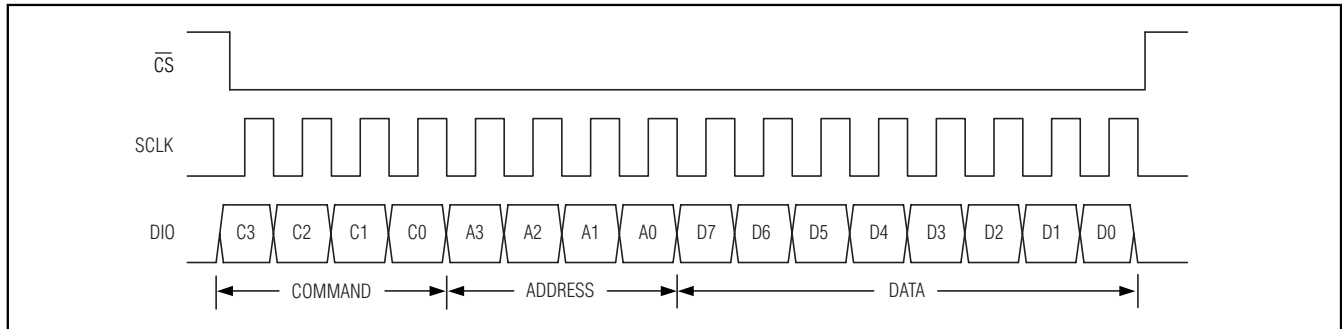 C̅S̅
SCLK
DIO C3 C2 C1 C0 A3 A2 A1 A0 D7 D6 D5 D4 D3 D2 D1 D0
COMMAND ADDRESS DATA